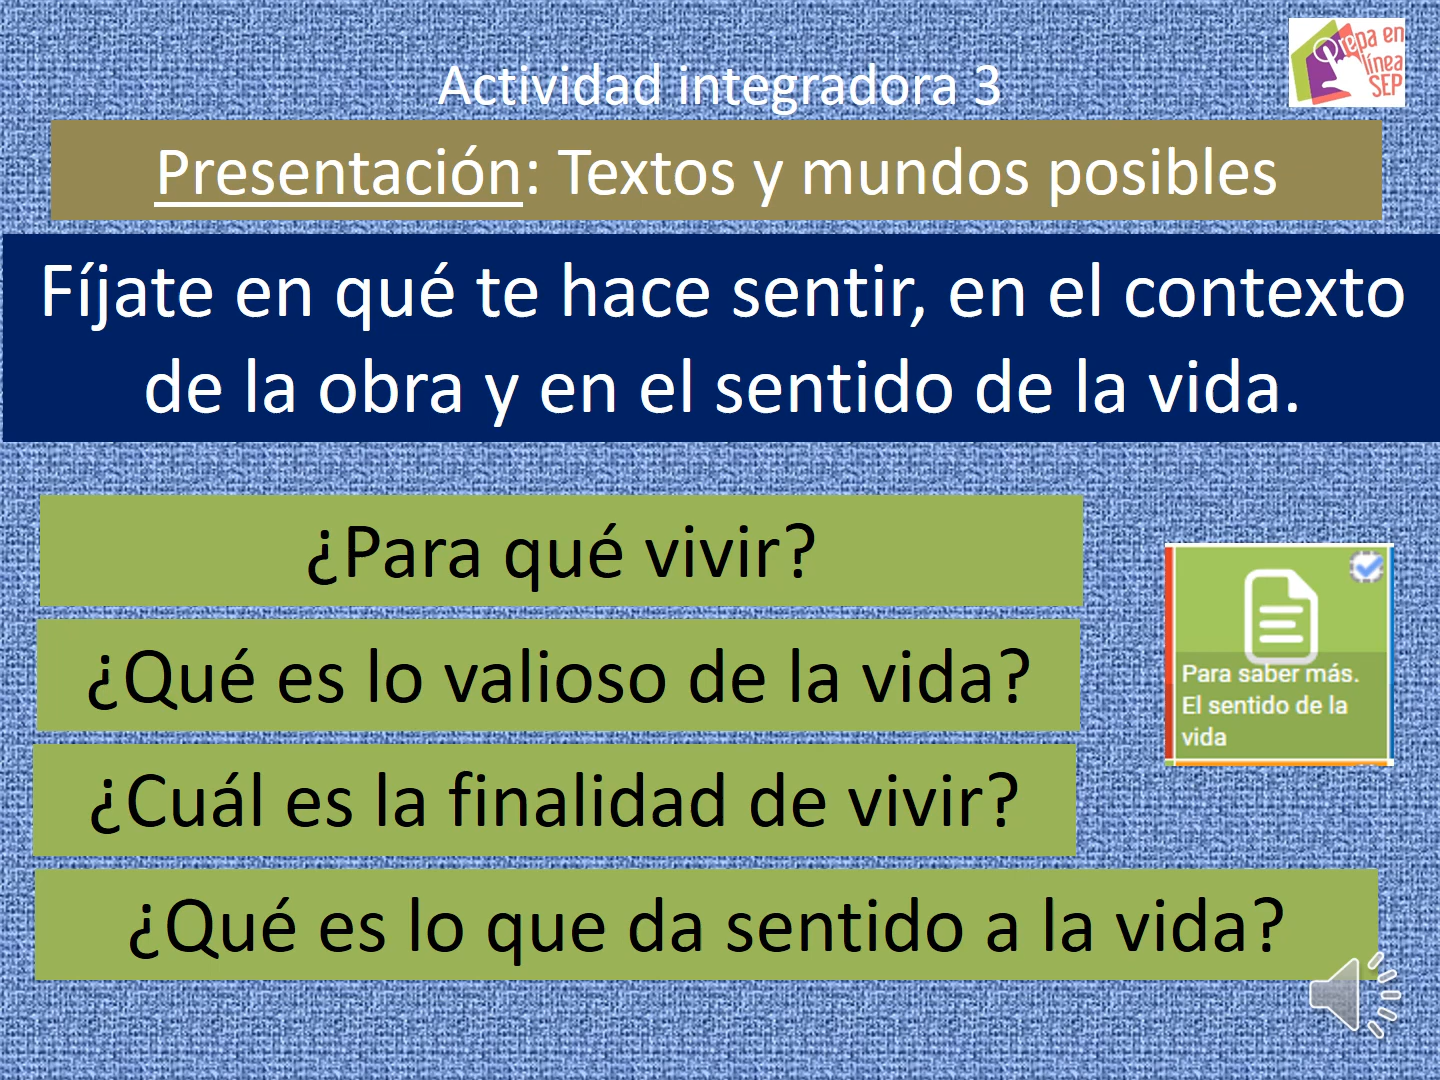 Prepa en
línea
SEP
Actividad integradora 3
Presentación: Textos y mundos posibles
Fíjate en qué te hace sentir, en el contexto
de la obra y en el sentido de la vida.
¿Para qué vivir?
¿Qué es lo valioso de la vida?
¿Cuál es la finalidad de vivir?
¿Qué es lo que da sentido a la vida?
Para saber más.
El sentido de la
vida